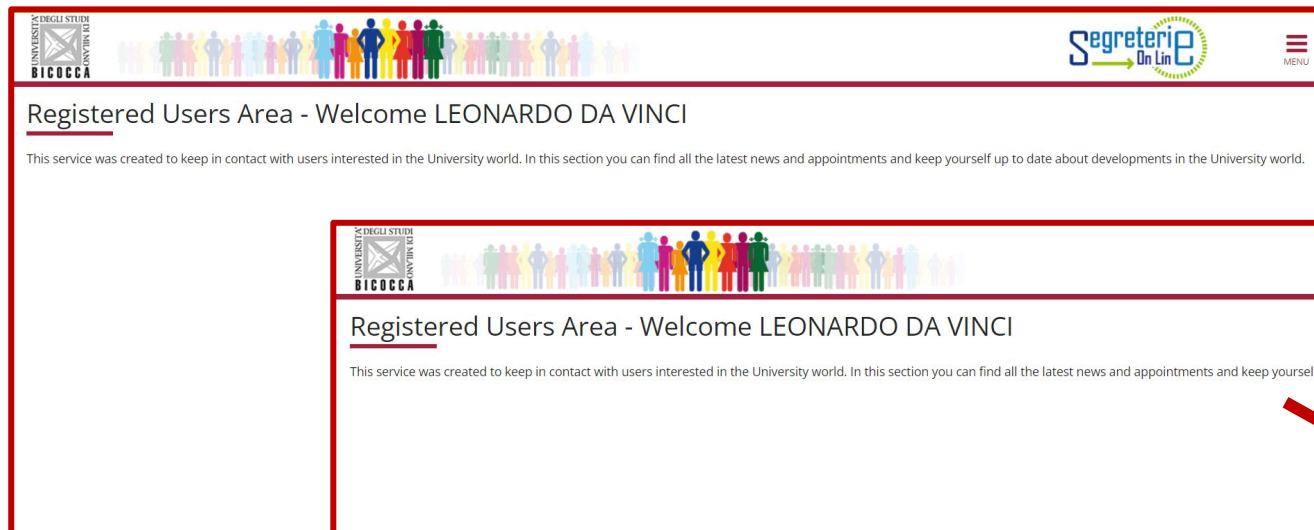 UNIVERSITÀ DEGLI STUDI DI MILANO
BICOCCA
Segreterie
On Line
MENU
Registered Users Area - Welcome LEONARDO DA VINCI
This service was created to keep in contact with users interested in the University world. In this section you can find all the latest news and appointments and keep yourself up to date about developments in the University world.
UNIVERSITÀ DEGLI STUDI DI MILANO
BICOCCA
Registered Users Area - Welcome LEONARDO DA VINCI
This service was created to keep in contact with users interested in the University world. In this section you can find all the latest news and appointments and keep yoursel